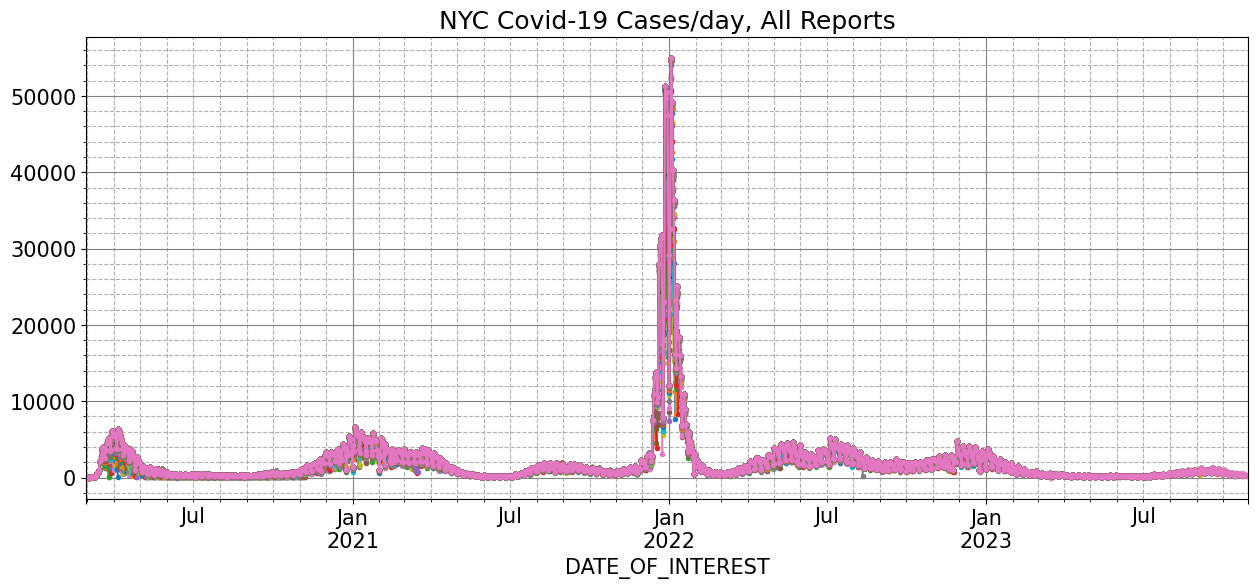 NYC Covid-19 Cases/day, All Reports
50000
40000
30000
20000
10000
0
Jul Jan Jul Jan Jul Jan Jul
2021 2022 2023
DATE_OF_INTEREST